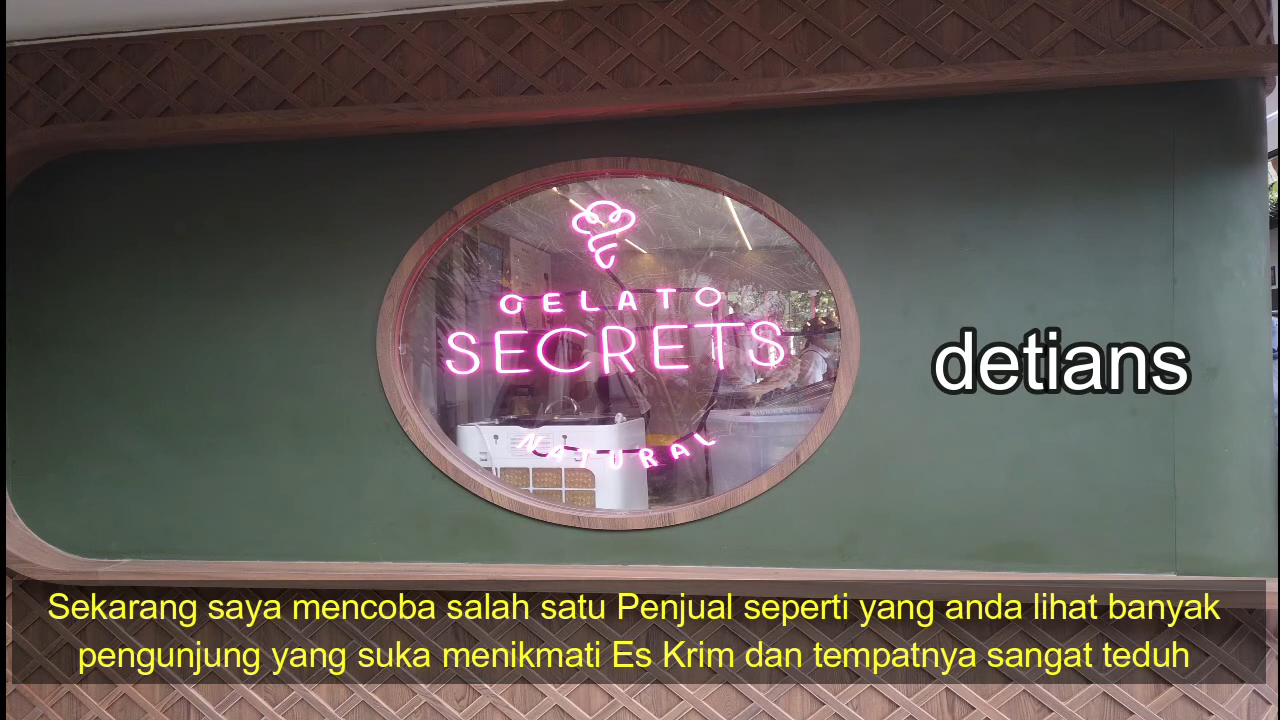 GELATO
SECRETS
NATURAL
detians
Sekarang saya mencoba salah satu Penjual seperti yang anda lihat banyak
pengunjung yang suka menikmati Es Krim dan tempatnya sangat teduh